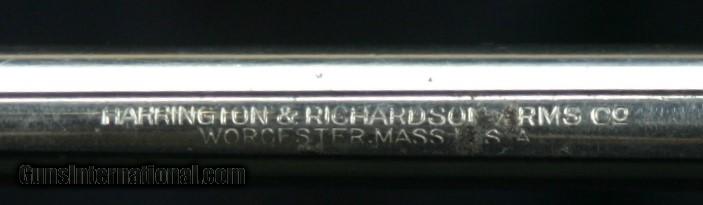 HARRINGTON & RICHARDSON ARMS Co
WORCESTER, MASS. U.S.A
GunsInternational.com